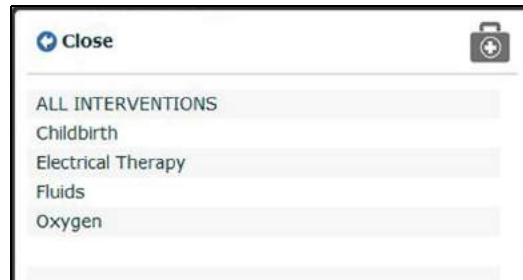 Close
ALL INTERVENTIONS
Childbirth
Electrical Therapy
Fluids
Oxygen